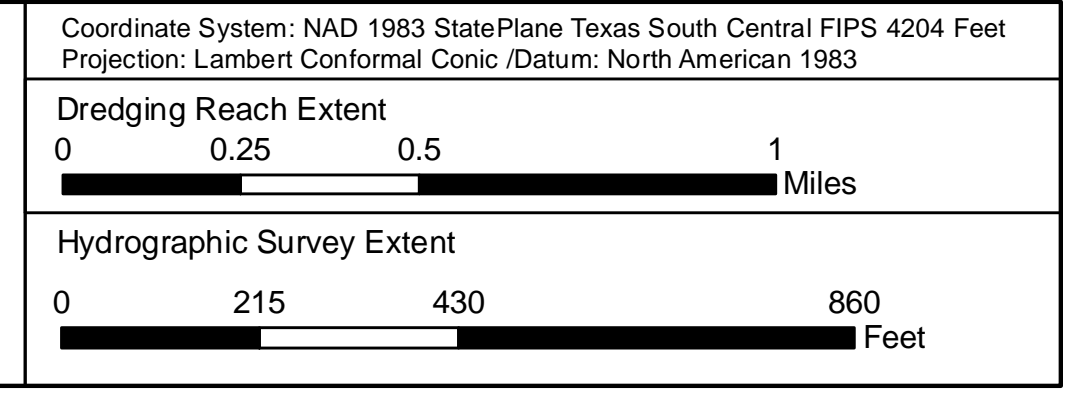 Coordinate System: NAD 1983 StatePlane Texas South Central FIPS 4204 Feet
Projection: Lambert Conformal Conic /Datum: North American 1983
Dredging Reach Extent
0 0.25 0.5 1
Miles
Hydrographic Survey Extent
0 215 430 860
Feet